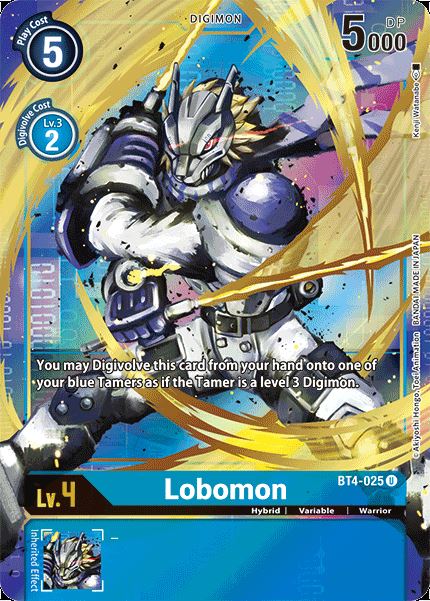 Play Cost
5
DIGIMON
DP
5000
Digivolve Cost
Lv.3
2
Kenji Watanabe
© Akiyoshi Hongo, Toei Animation BANDAI MADE IN JAPAN
You may Digivolve this card from your hand onto one of
your blue Tamers as if the Tamer is a level 3 Digimon.
Lv.4
Lobomon
BT4-025 U
Hybrid | Variable | Warrior
Inherited Effect
–